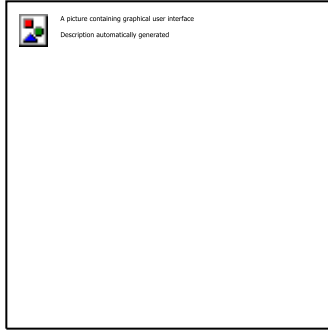 A picture containing graphical user interface
Description automatically generated